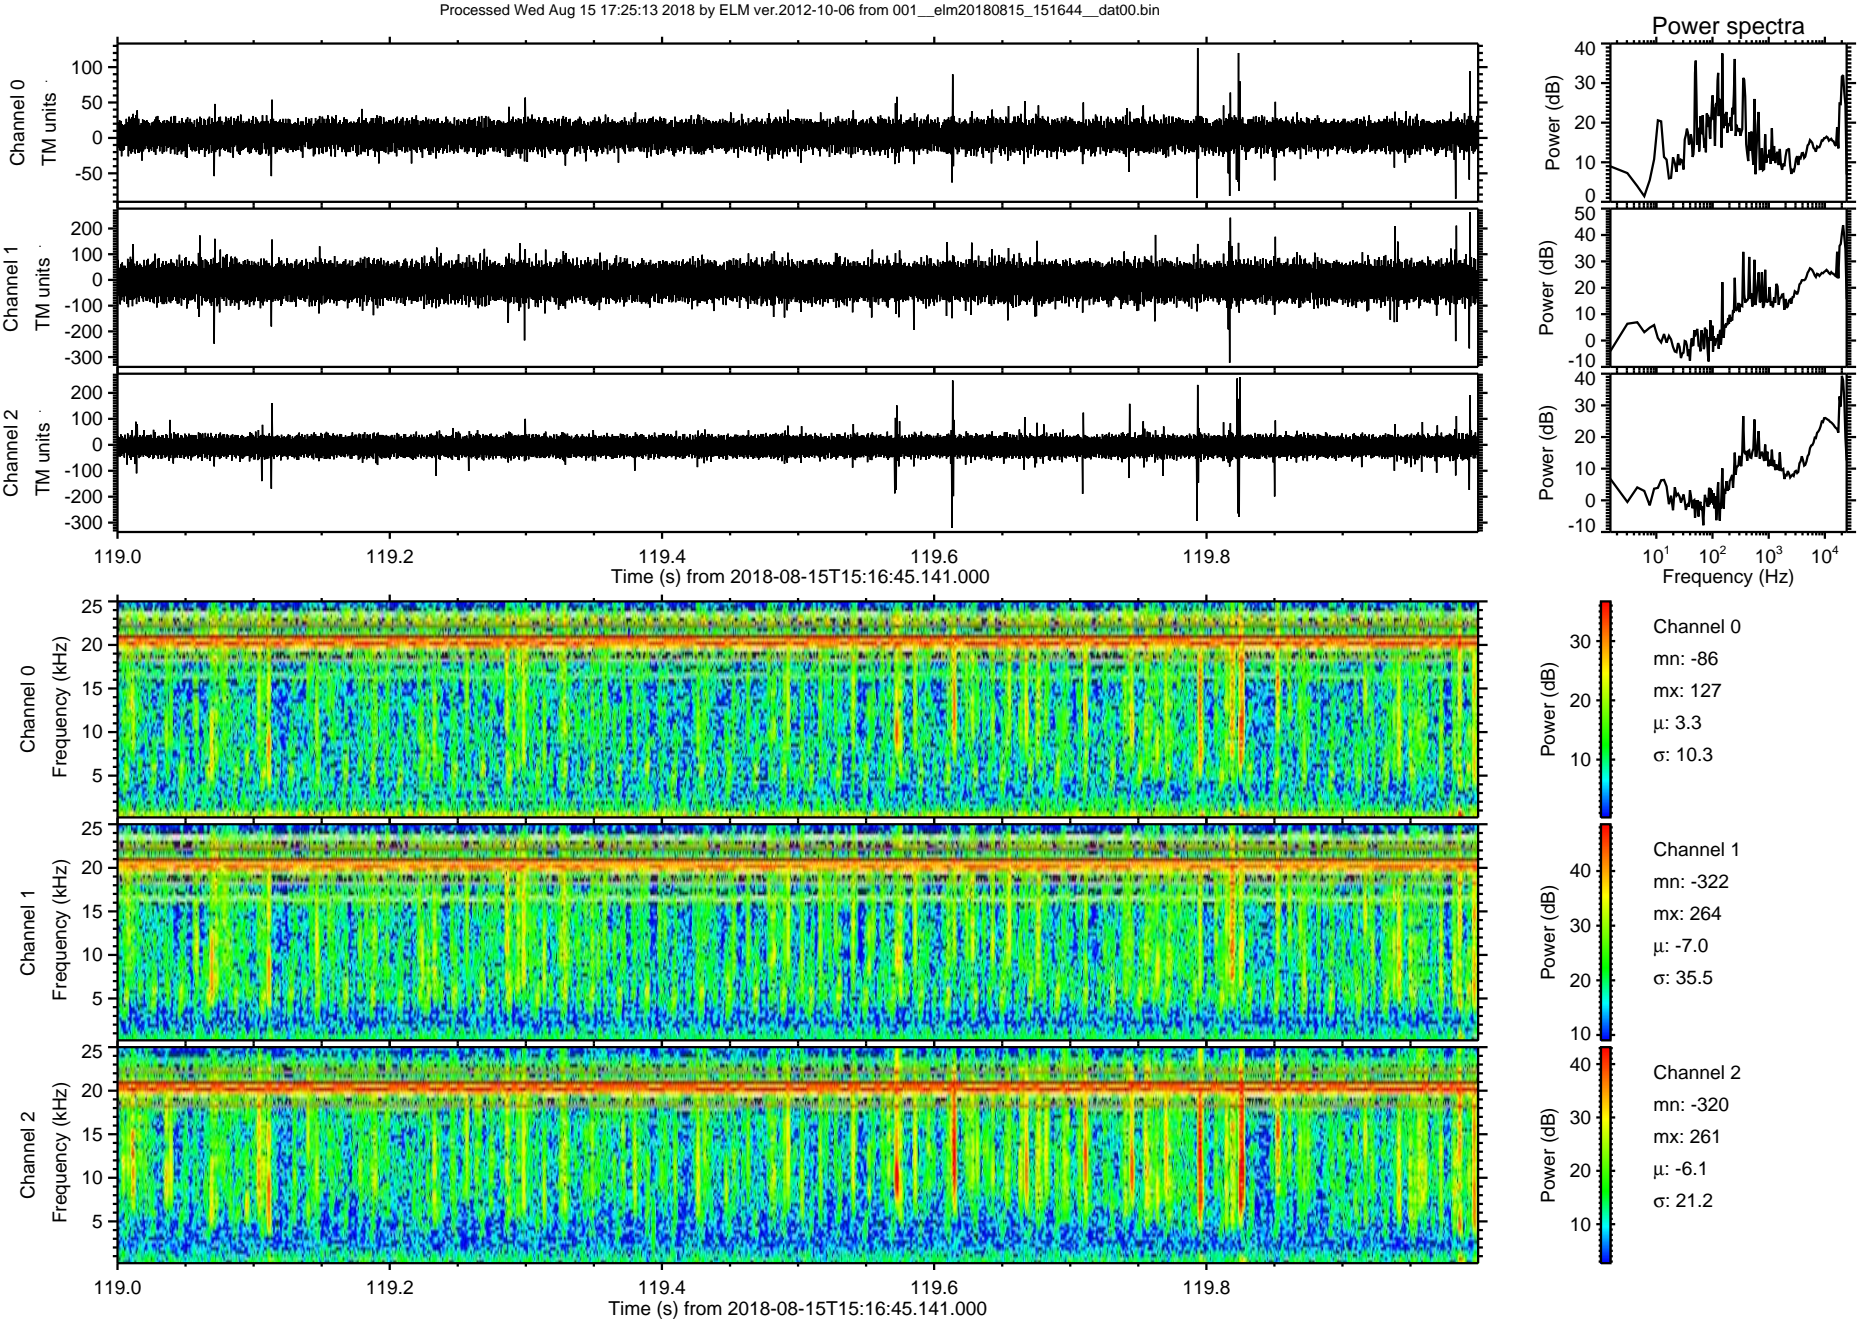 Processed Wed Aug 15 17:25:13 2018 by ELM ver.2012-10-06 from 001__elm20180815_151644__dat00.bin
Power spectra
Channel 0
TM units
100
50
0
-50
Power (dB)
40
30
20
10
0
Channel 1
TM units
200
100
0
-100
-200
-300
Power (dB)
50
40
30
20
10
0
-10
Channel 2
TM units
200
100
0
-100
-200
-300
Power (dB)
40
30
20
10
0
-10
119.0 119.2 119.4 119.6 119.8
Time (s) from 2018-08-15T15:16:45.141.000
10¹ 10² 10³ 10⁴
Frequency (Hz)
Channel 0
Frequency (kHz)
25
20
15
10
5
Power (dB)
30
20
10
Channel 0
mn: -86
mx: 127
μ: 3.3
σ: 10.3
Channel 1
Frequency (kHz)
25
20
15
10
5
Power (dB)
40
30
20
10
Channel 1
mn: -322
mx: 264
μ: -7.0
σ: 35.5
Channel 2
Frequency (kHz)
25
20
15
10
5
Power (dB)
40
30
20
10
Channel 2
mn: -320
mx: 261
μ: -6.1
σ: 21.2
119.0 119.2 119.4 119.6 119.8
Time (s) from 2018-08-15T15:16:45.141.000